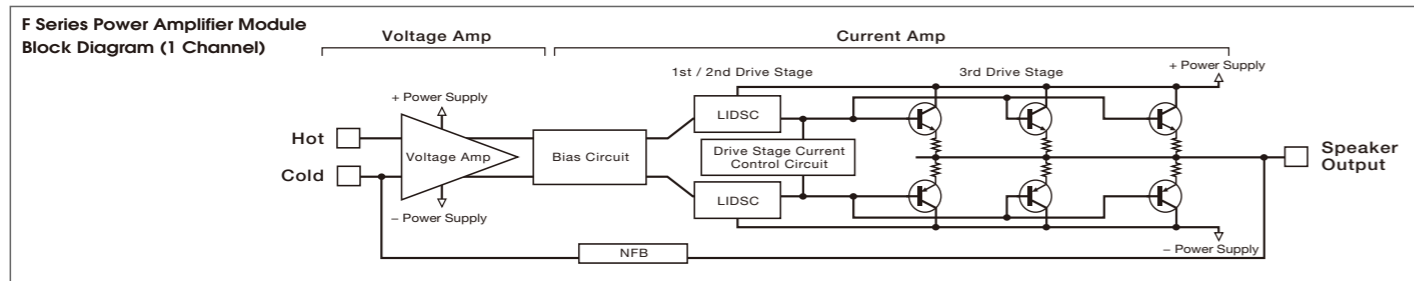 F Series Power Amplifier Module
Block Diagram (1 Channel)
Voltage Amp
Current Amp
1st / 2nd Drive Stage
3rd Drive Stage
+ Power Supply
+ Power Supply
LIDSC
Hot
Voltage Amp
Bias Circuit
Drive Stage Current
Control Circuit
Speaker
Output
Cold
LIDSC
– Power Supply
– Power Supply
NFB